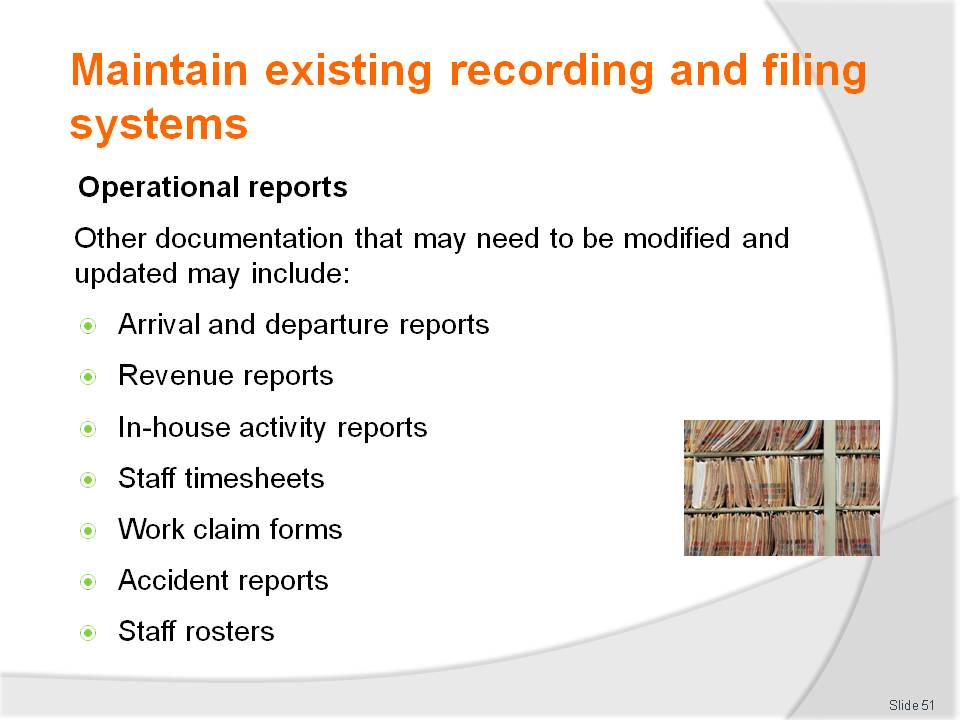 Maintain existing recording and filing
systems
Operational reports
Other documentation that may need to be modified and
updated may include:
Arrival and departure reports
Revenue reports
In-house activity reports
Staff timesheets
Work claim forms
Accident reports
Staff rosters
Slide 51